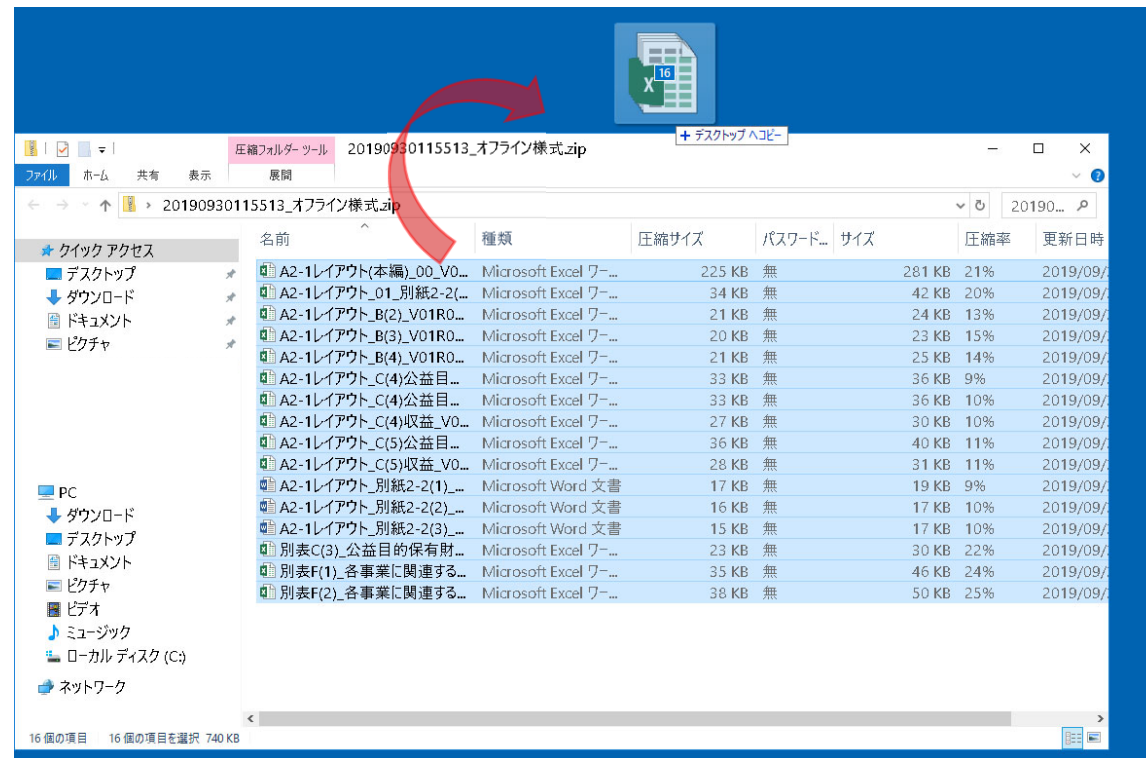 16
+ デスクトップ へコピー
圧縮フォルダー ツール 20190930115513_オフライン様式.zip
ファイル ホーム 共有 表示 展開
20190930115513_オフライン様式.zip 20190...
名前 種類 圧縮サイズ パスワード... サイズ 圧縮率 更新日時
クイック アクセス
デスクトップ
ダウンロード
ドキュメント
ピクチャ
PC
ダウンロード
デスクトップ
ドキュメント
ピクチャ
ビデオ
ミュージック
ローカル ディスク (C:)
ネットワーク
A2-1レイアウト(本編)_00_V0... Microsoft Excel ワー... 225 KB 無 281 KB 21% 2019/09/
A2-1レイアウト_01_別紙2-2(... Microsoft Excel ワー... 34 KB 無 42 KB 20% 2019/09/
A2-1レイアウト_B(2)_V01R0... Microsoft Excel ワー... 21 KB 無 24 KB 13% 2019/09/
A2-1レイアウト_B(3)_V01R0... Microsoft Excel ワー... 20 KB 無 23 KB 15% 2019/09/
A2-1レイアウト_B(4)_V01R0... Microsoft Excel ワー... 21 KB 無 25 KB 14% 2019/09/
A2-1レイアウト_C(4)公益目... Microsoft Excel ワー... 33 KB 無 36 KB 9% 2019/09/
A2-1レイアウト_C(4)公益目... Microsoft Excel ワー... 33 KB 無 36 KB 10% 2019/09/
A2-1レイアウト_C(4)収益_V0... Microsoft Excel ワー... 27 KB 無 30 KB 10% 2019/09/
A2-1レイアウト_C(5)公益目... Microsoft Excel ワー... 36 KB 無 40 KB 11% 2019/09/
A2-1レイアウト_C(5)収益_V0... Microsoft Excel ワー... 28 KB 無 31 KB 11% 2019/09/
A2-1レイアウト_別紙2-2(1)_... Microsoft Word 文書 17 KB 無 19 KB 9% 2019/09/
A2-1レイアウト_別紙2-2(2)_... Microsoft Word 文書 16 KB 無 17 KB 10% 2019/09/
A2-1レイアウト_別紙2-2(3)_... Microsoft Word 文書 15 KB 無 17 KB 10% 2019/09/
別表C(3)_公益目的保有財... Microsoft Excel ワー... 23 KB 無 30 KB 22% 2019/09/
別表F(1)_各事業に関連する... Microsoft Excel ワー... 35 KB 無 46 KB 24% 2019/09/
別表F(2)_各事業に関連する... Microsoft Excel ワー... 38 KB 無 50 KB 25% 2019/09/
16 個の項目 16 個の項目を選択 740 KB